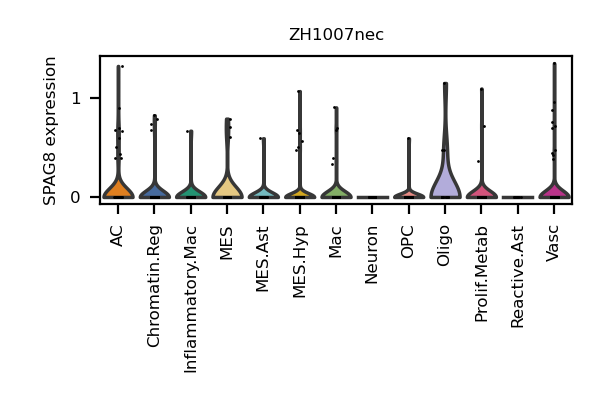 ZH1007nec
SPAG8 expression
1
0
AC
Chromatin.Reg
Inflammatory.Mac
MES
MES.Ast
MES.Hyp
Mac
Neuron
OPC
Oligo
Prolif.Metab
Reactive.Ast
Vasc